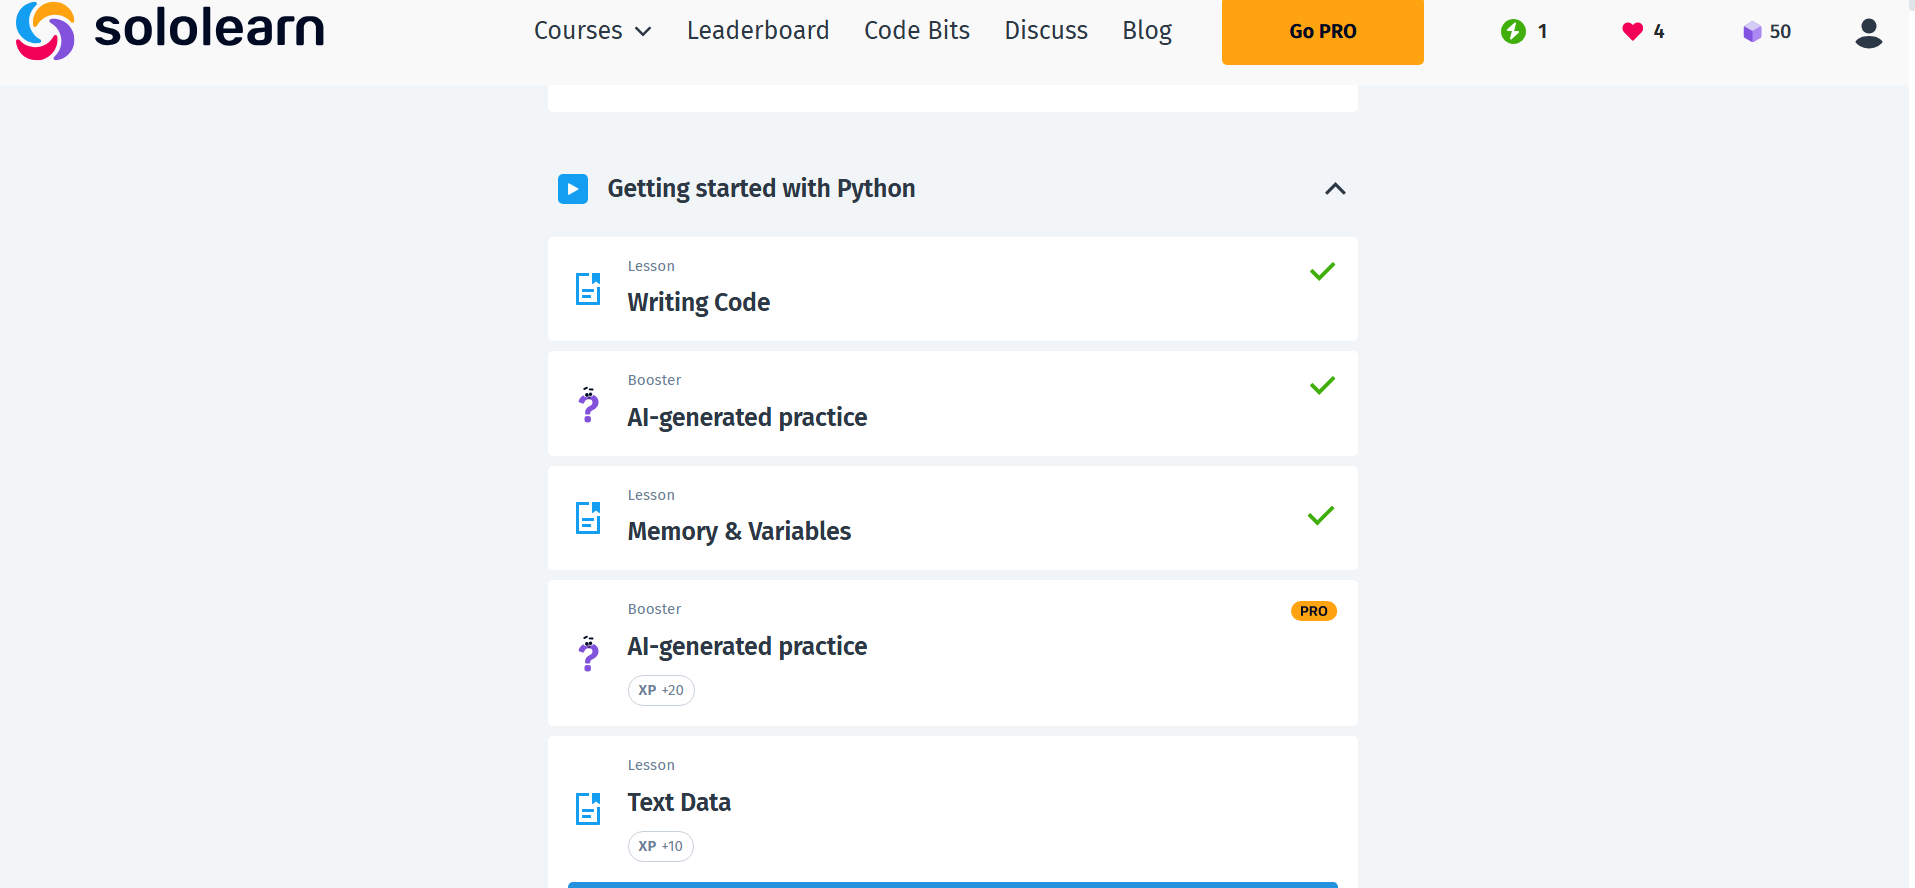 sololearn
Courses Leaderboard Code Bits Discuss Blog Go PRO 1 4 50
Getting started with Python
Lesson
Writing Code
Booster
AI-generated practice
Lesson
Memory & Variables
Booster
PRO
AI-generated practice
XP +20
Lesson
Text Data
XP +10